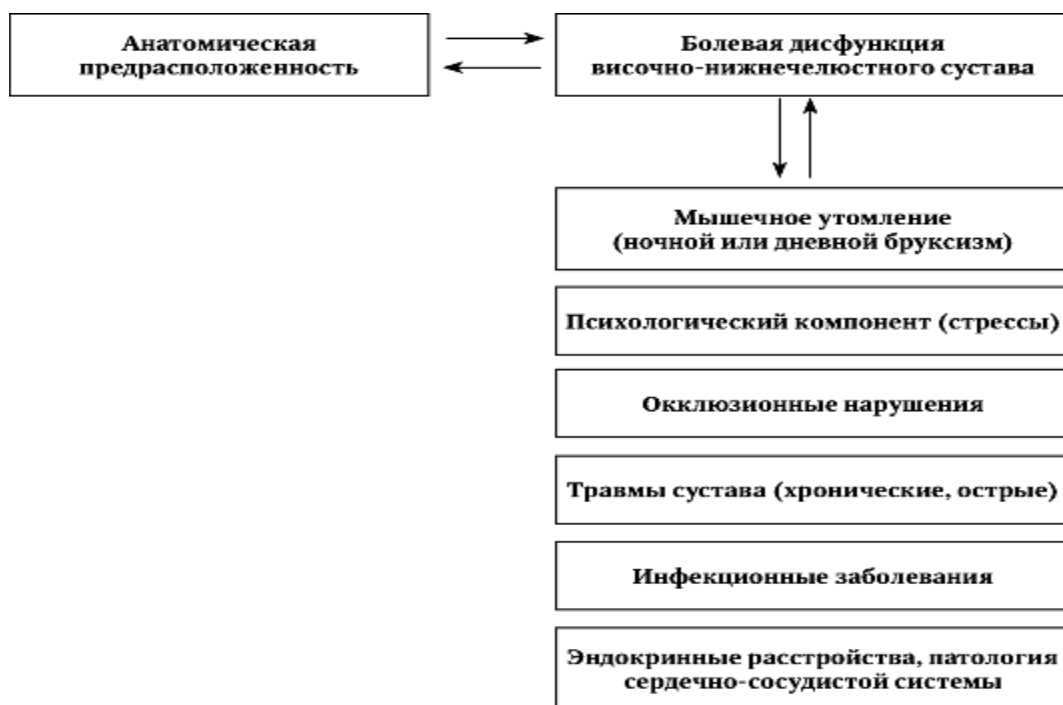 Анатомическая
предрасположенность
Болевая дисфункция
височно-нижнечелюстного сустава
Мышечное утомление
(ночной или дневной бруксизм)
Психологический компонент (стрессы)
Окклюзионные нарушения
Травмы сустава (хронические, острые)
Инфекционные заболевания
Эндокринные расстройства, патология
сердечно-сосудистой системы